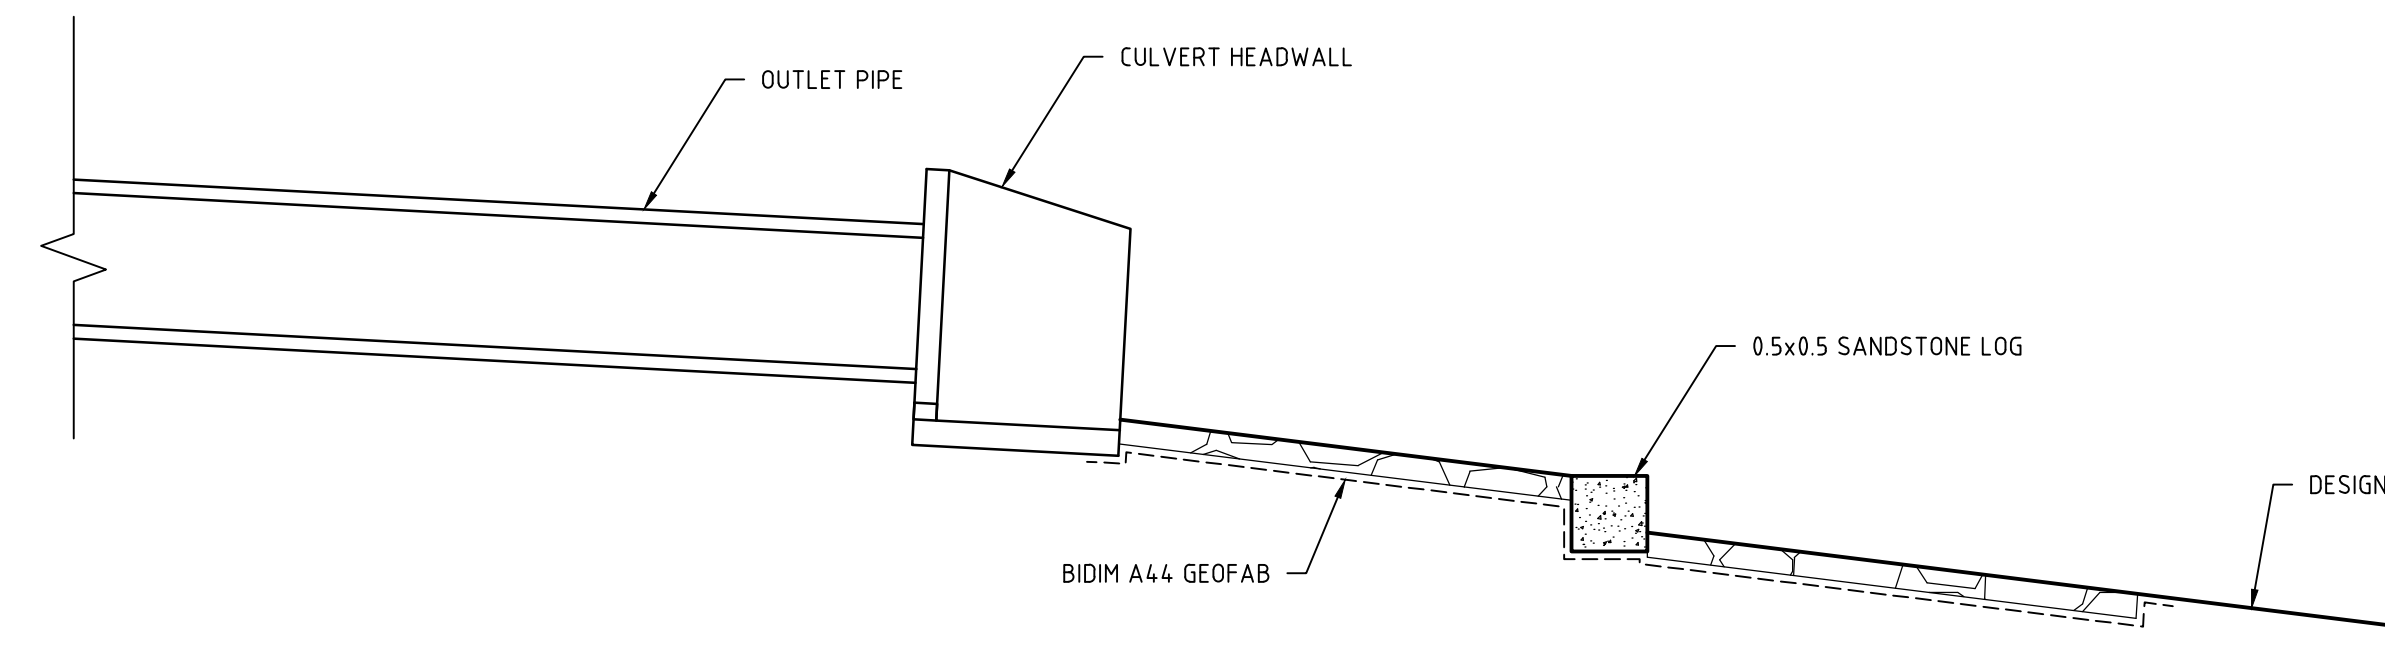 CULVERT HEADWALL
OUTLET PIPE
0.5x0.5 SANDSTONE LOG
DESIGN
BIDIM A44 GEOFAB